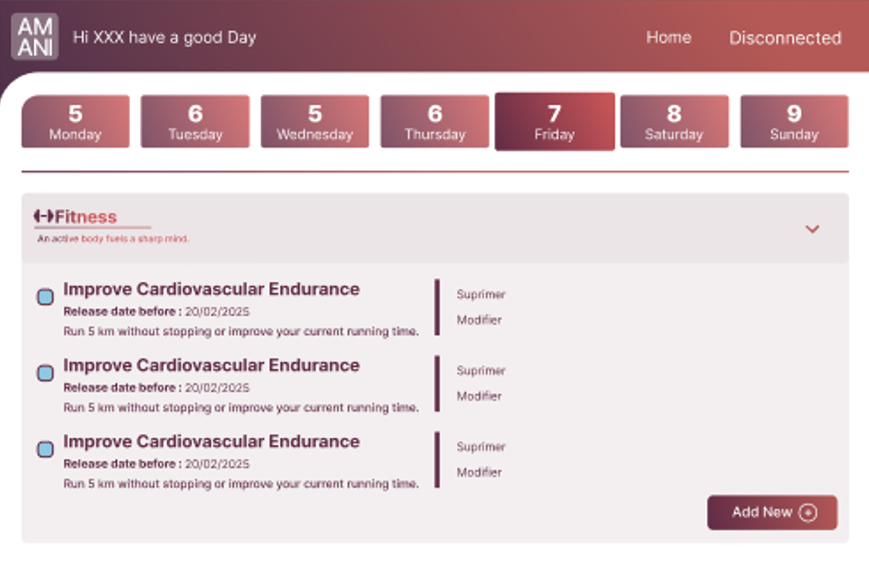 AM
ANI
Hi XXX have a good Day
Home
Disconnected
5
Monday
6
Tuesday
5
Wednesday
6
Thursday
7
Friday
8
Saturday
9
Sunday
Fitness
An active body fuels a sharp mind.
Improve Cardiovascular Endurance
Release date before : 20/02/2025
Run 5 km without stopping or improve your current running time.
Suprimer
Modifier
Improve Cardiovascular Endurance
Release date before : 20/02/2025
Run 5 km without stopping or improve your current running time.
Suprimer
Modifier
Improve Cardiovascular Endurance
Release date before : 20/02/2025
Run 5 km without stopping or improve your current running time.
Suprimer
Modifier
Add New